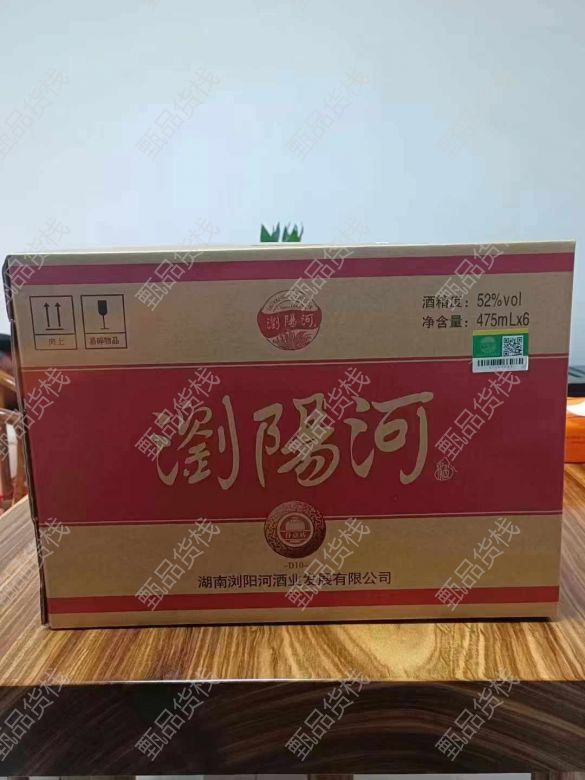 瀏陽河
酒精度：52%vol
净含量：475mLx6
向上
易碎物品
瀏陽河
酒
-D10-
湖南浏阳河酒业发展有限公司
甄品货栈